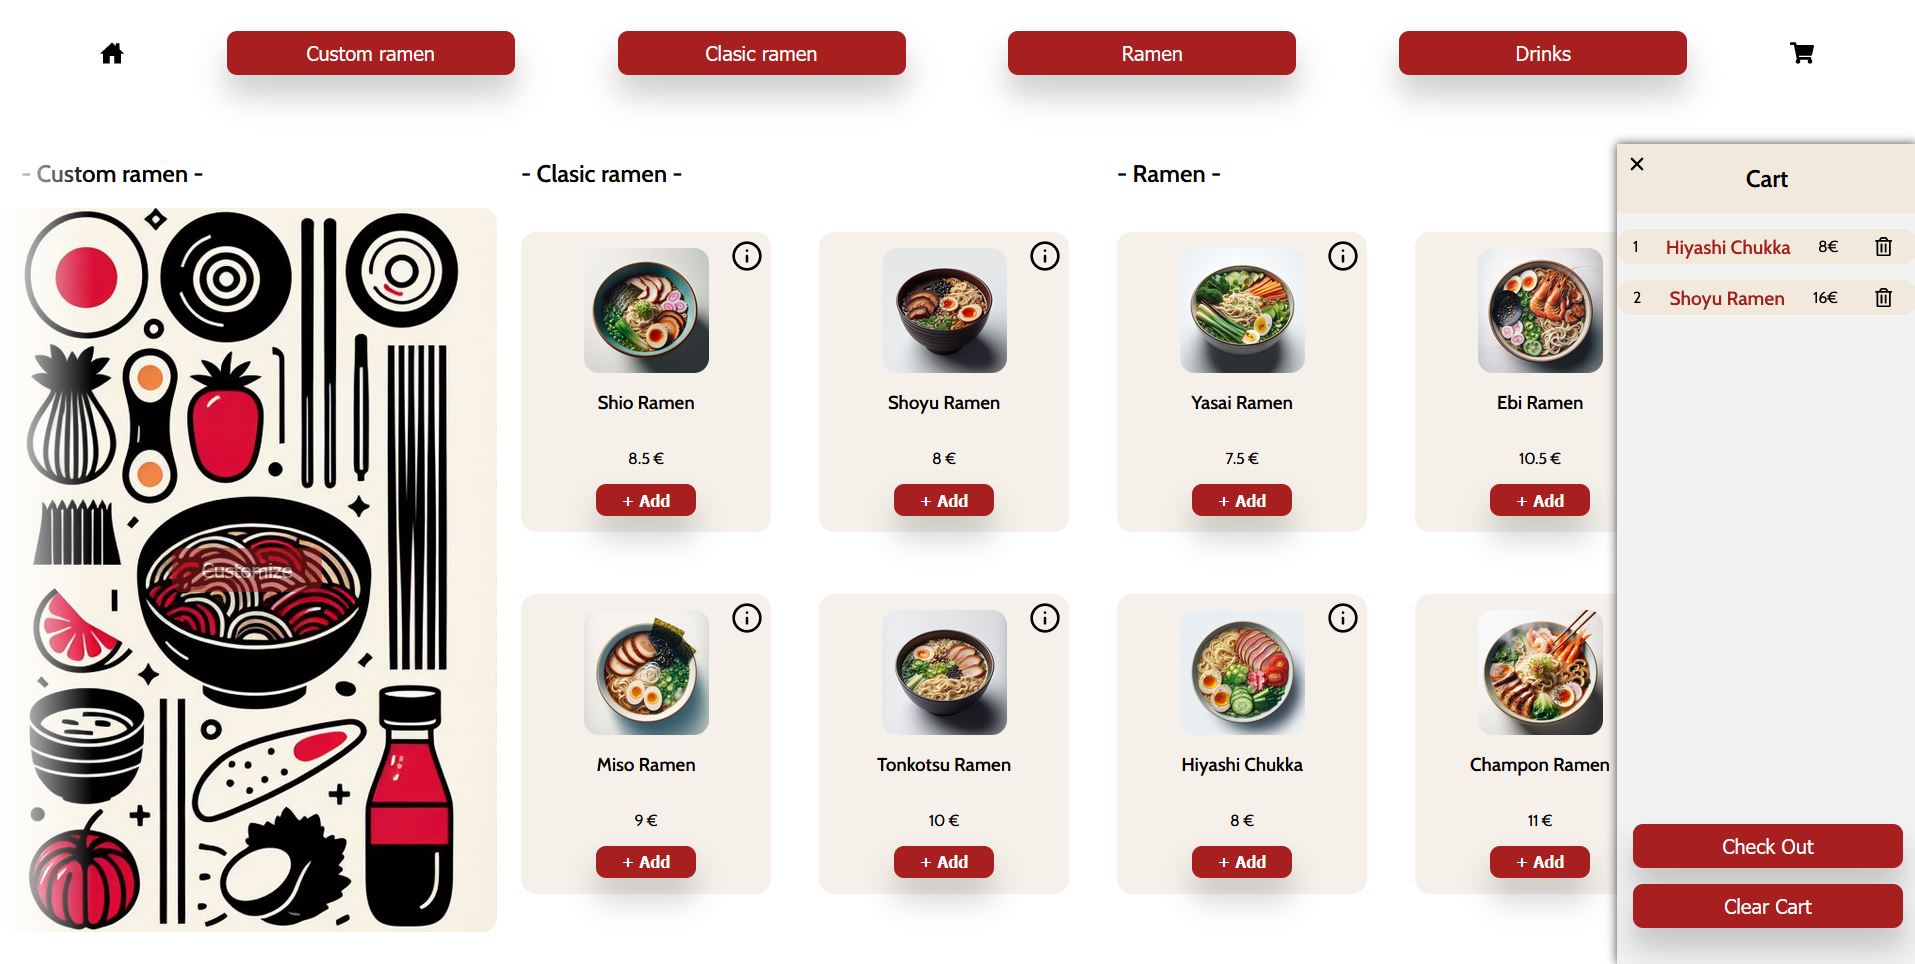 Custom ramen
Clasic ramen
Ramen
Drinks
- Custom ramen -
Customize
- Clasic ramen -
Shio Ramen
8.5 €
+ Add
Shoyu Ramen
8 €
+ Add
Miso Ramen
9 €
+ Add
Tonkotsu Ramen
10 €
+ Add
- Ramen -
Yasai Ramen
7.5 €
+ Add
Ebi Ramen
10.5 €
+ Add
Hiyashi Chukka
8 €
+ Add
Champon Ramen
11 €
+ Add
Cart
1 Hiyashi Chukka 8€
2 Shoyu Ramen 16€
Check Out
Clear Cart